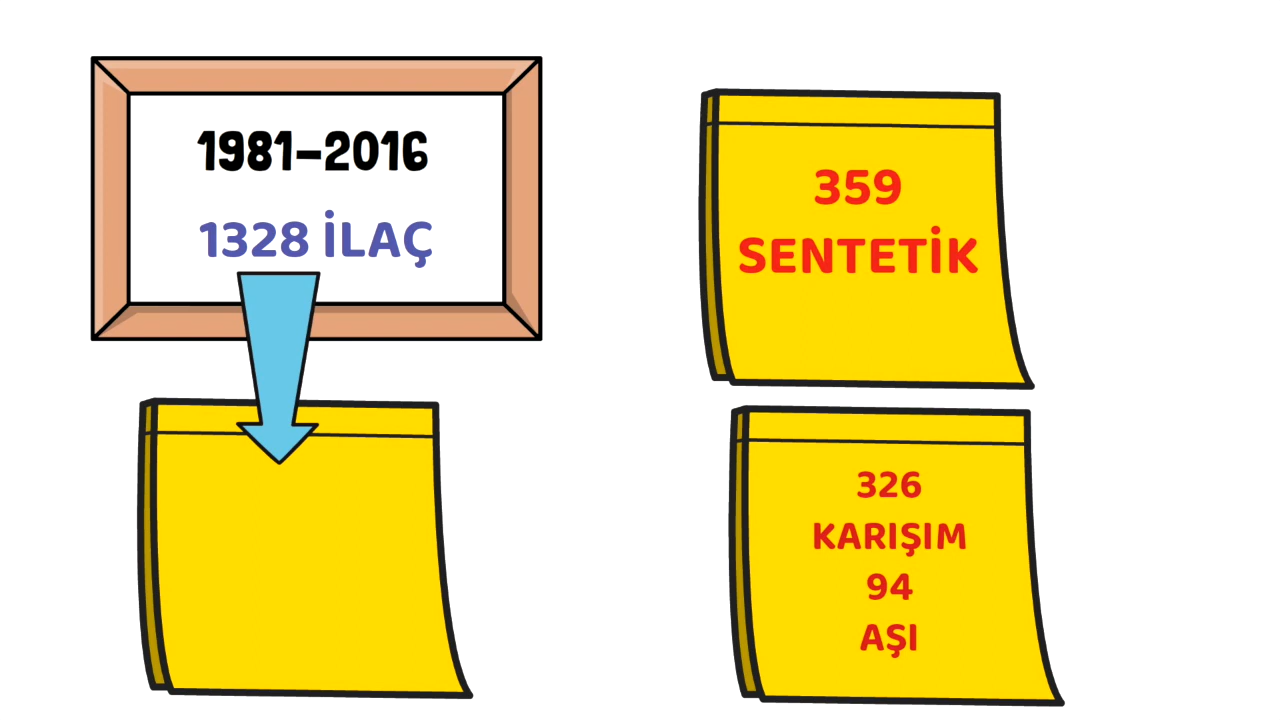 1981-2016
1328 İLAÇ
359
SENTETİK
326
KARIŞIM
94
AŞI